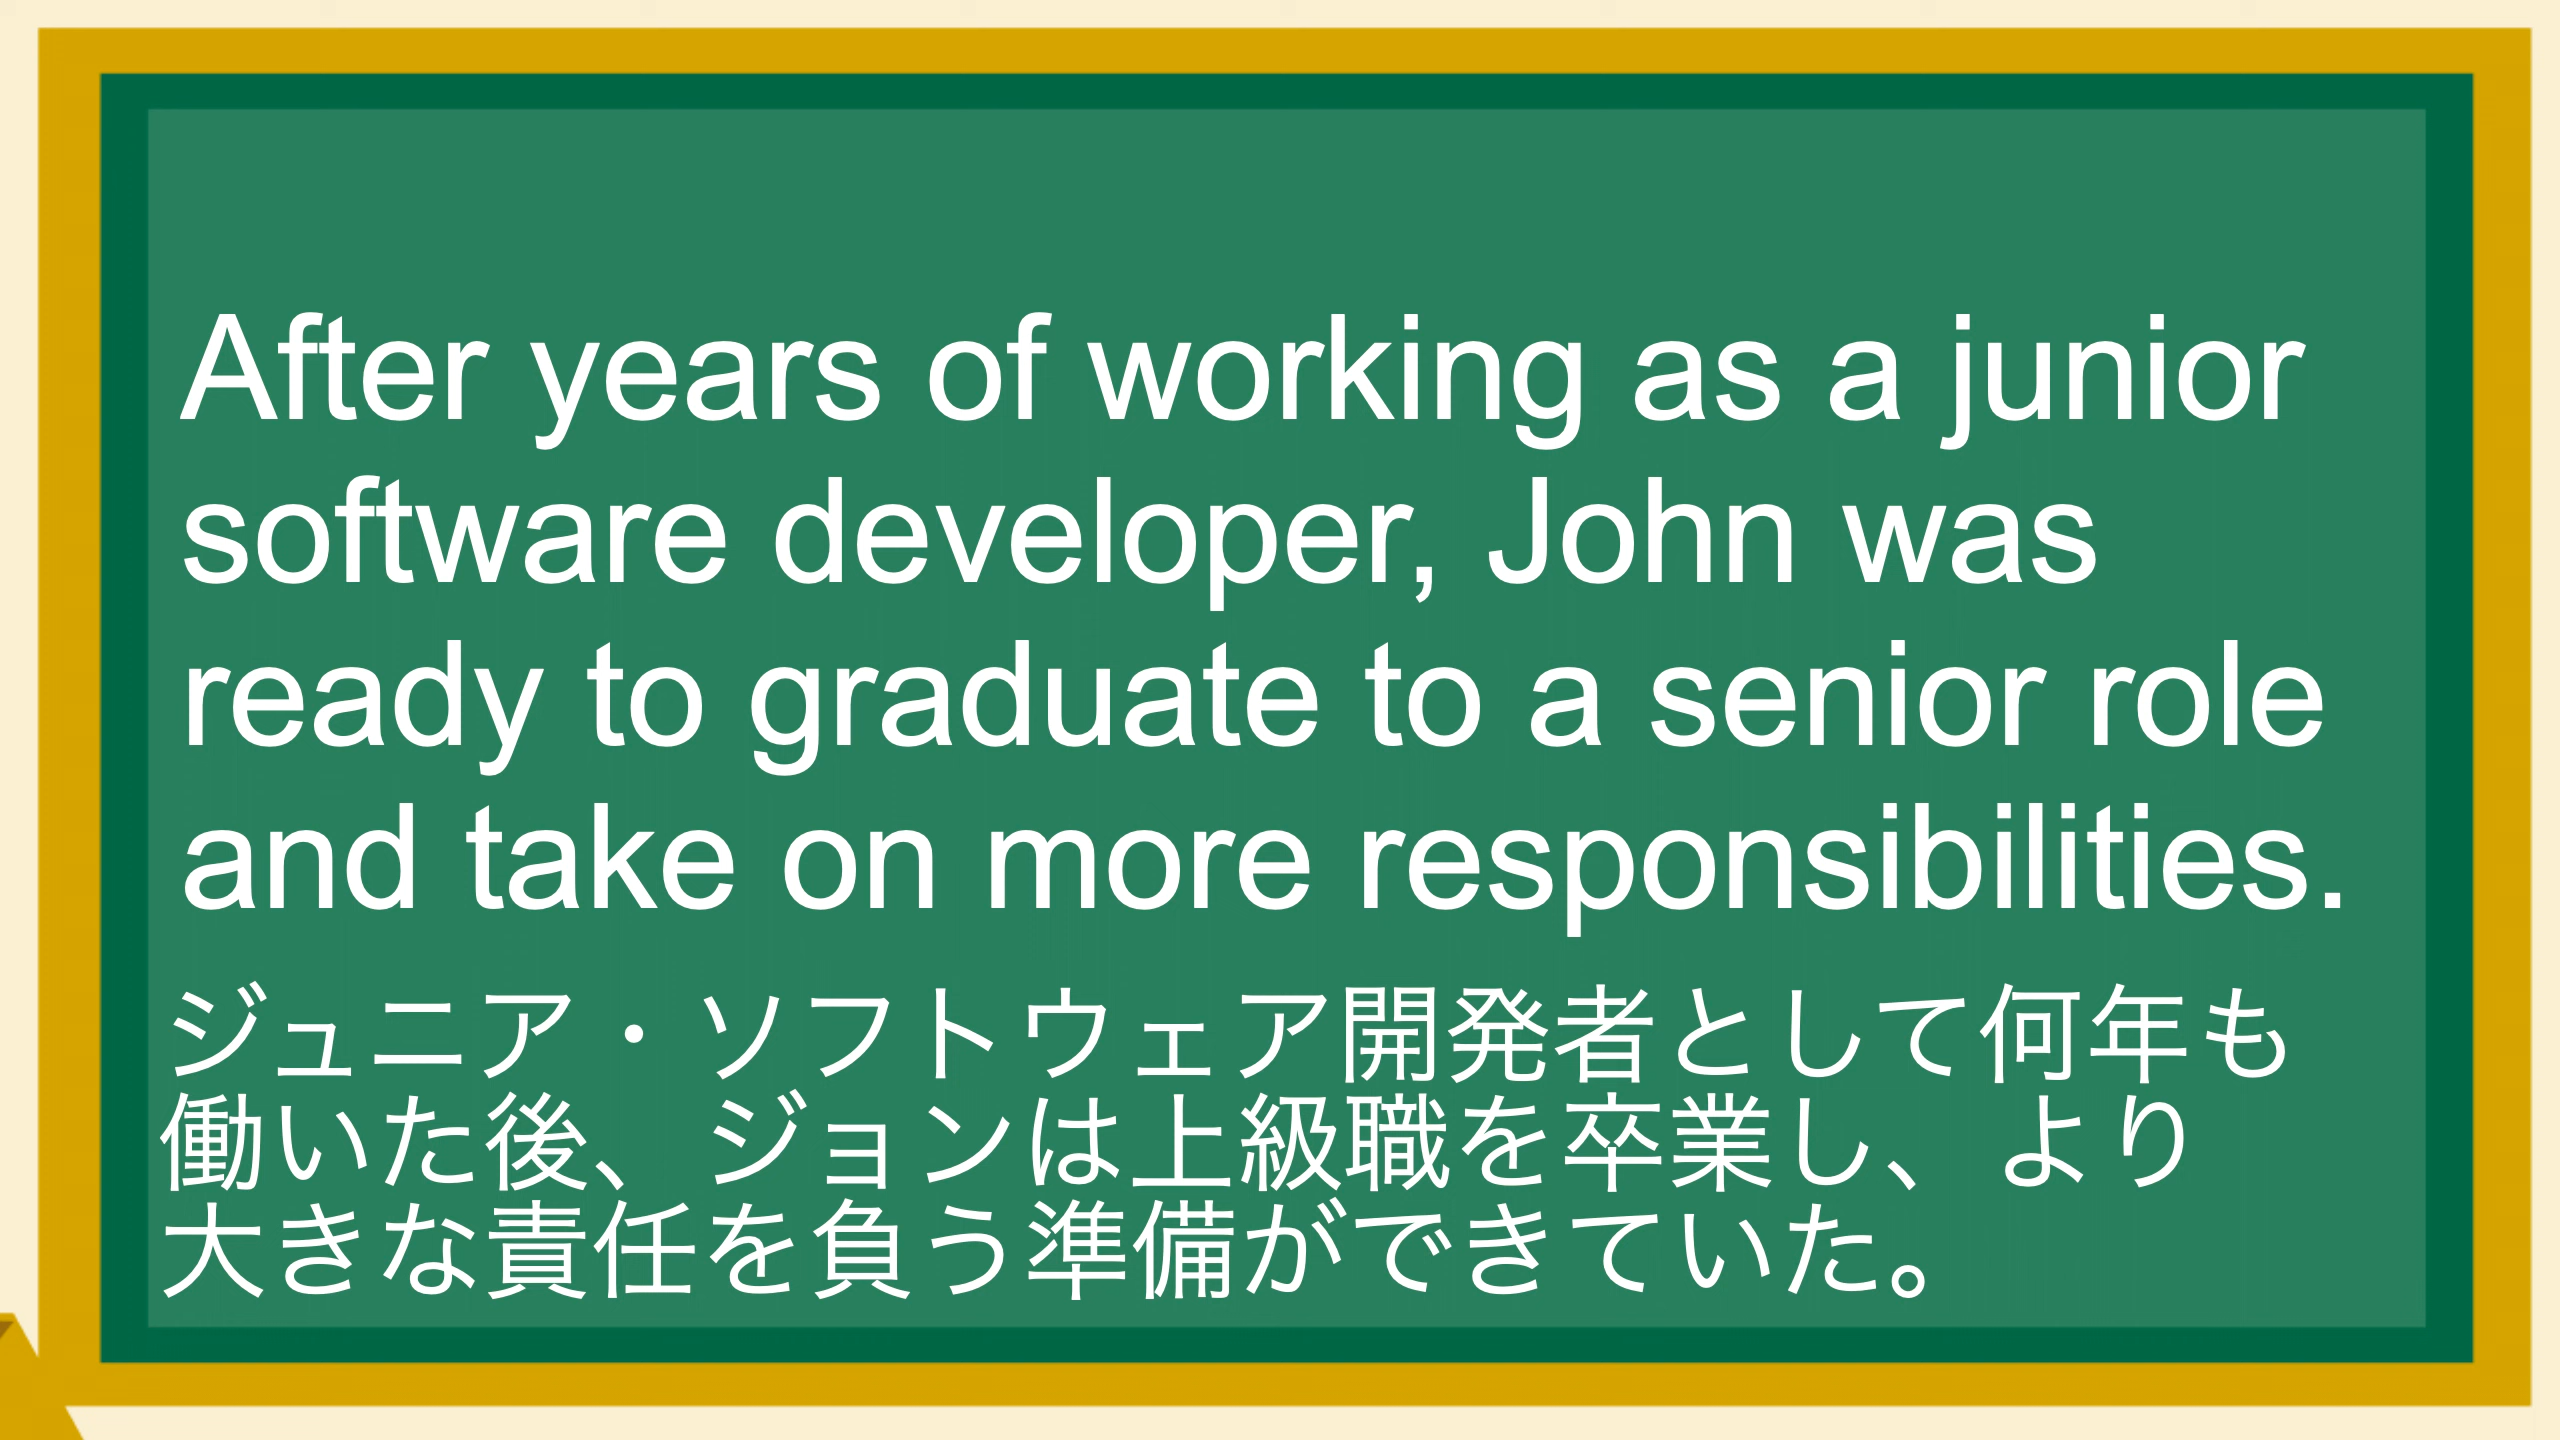 After years of working as a junior
software developer, John was
ready to graduate to a senior role
and take on more responsibilities.
ジュニア・ソフトウェア開発者として何年も
働いた後、ジョンは上級職を卒業し、より
大きな責任を負う準備ができていた。